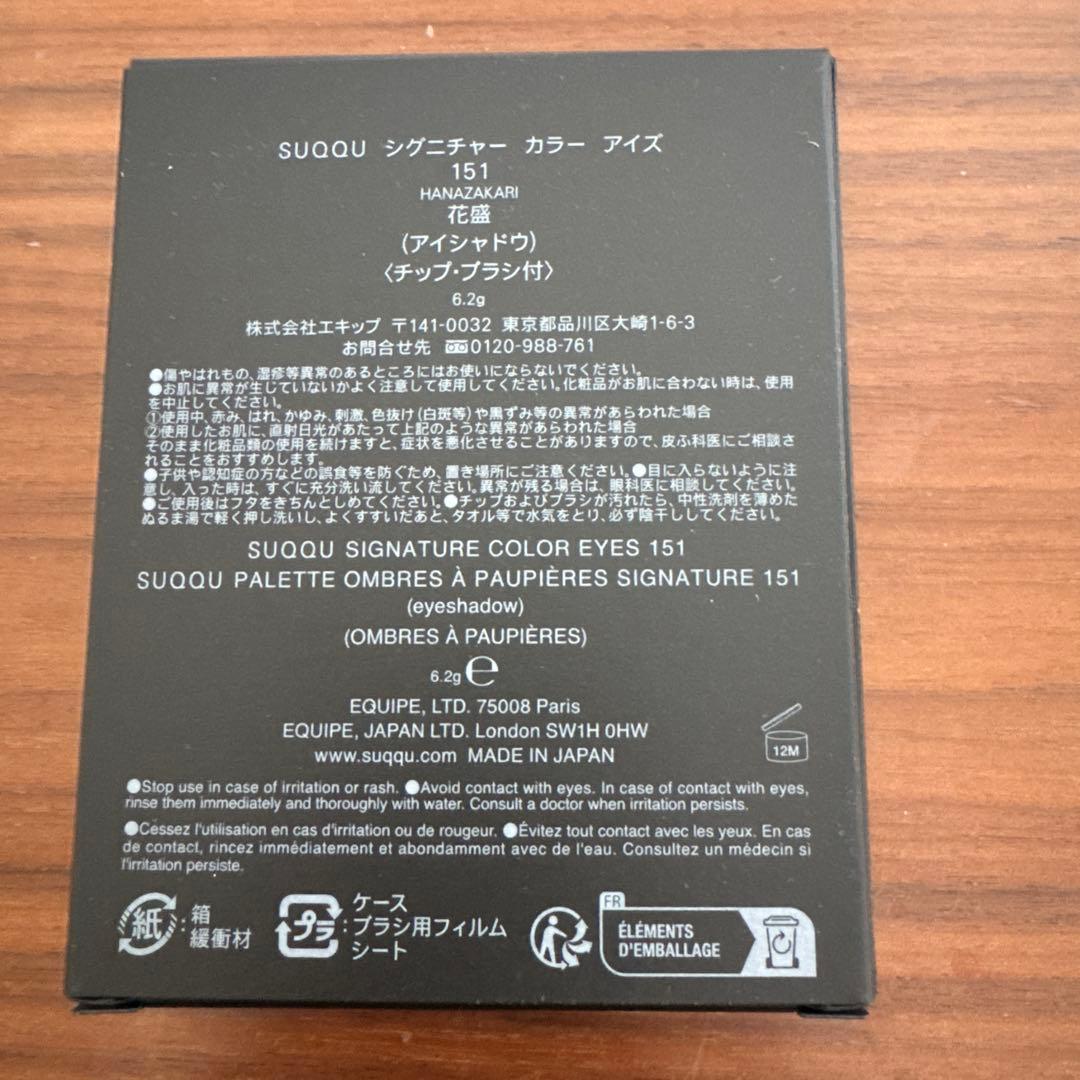 SUQQU シグニチャー カラー アイズ
151
HANAZAKARI
花盛
(アイシャドウ)
〈チップ・ブラシ付〉
6.2g
株式会社エキップ 〒141-0032 東京都品川区大崎1-6-3
お問合せ先 0120-988-761
●傷やはれもの、湿疹等異常のあるところにはお使いにならないでください。
●お肌に異常が生じていないかよく注意して使用してください。化粧品がお肌に合わない時は、使用
を中止してください。
①使用中、赤み、はれ、かゆみ、刺激、色抜け(白斑等)や黒ずみ等の異常があらわれた場合
②使用したお肌に、直射日光があたって上記のような異常があらわれた場合
そのまま化粧品類の使用を続けますと、症状を悪化させることがありますので、皮ふ科医にご相談さ
れることをおすすめします。
●子供や認知症の方などの誤食等を防ぐため、置き場所にご注意ください。●目に入らないように注
意し、入った時は、すぐに充分洗い流してください。異常が残る場合は、眼科医に相談してください。
●ご使用後はフタをきちんとしめてください。●チップおよびブラシが汚れたら、中性洗剤を薄めた
ぬるま湯で軽く押し洗いし、よくすすいだあと、タオル等で水気をとり、必ず陰干ししてください。
SUQQU SIGNATURE COLOR EYES 151
SUQQU PALETTE OMBRES À PAUPIÈRES SIGNATURE 151
(eyeshadow)
(OMBRES À PAUPIÈRES)
6.2g ℮
EQUIPE, LTD. 75008 Paris
EQUIPE, JAPAN LTD. London SW1H 0HW
www.suqqu.com MADE IN JAPAN
12M
●Stop use in case of irritation or rash. ●Avoid contact with eyes. In case of contact with eyes,
rinse them immediately and thoroughly with water. Consult a doctor when irritation persists.
●Cessez l'utilisation en cas d'irritation ou de rougeur. ●Évitez tout contact avec les yeux. En cas
de contact, rincez immédiatement et abondamment avec de l'eau. Consultez un médecin si
l'irritation persiste.
紙:箱
緩衝材
プラ:ケース
ブラシ用フィルム
シート
FR
ÉLÉMENTS
D'EMBALLAGE